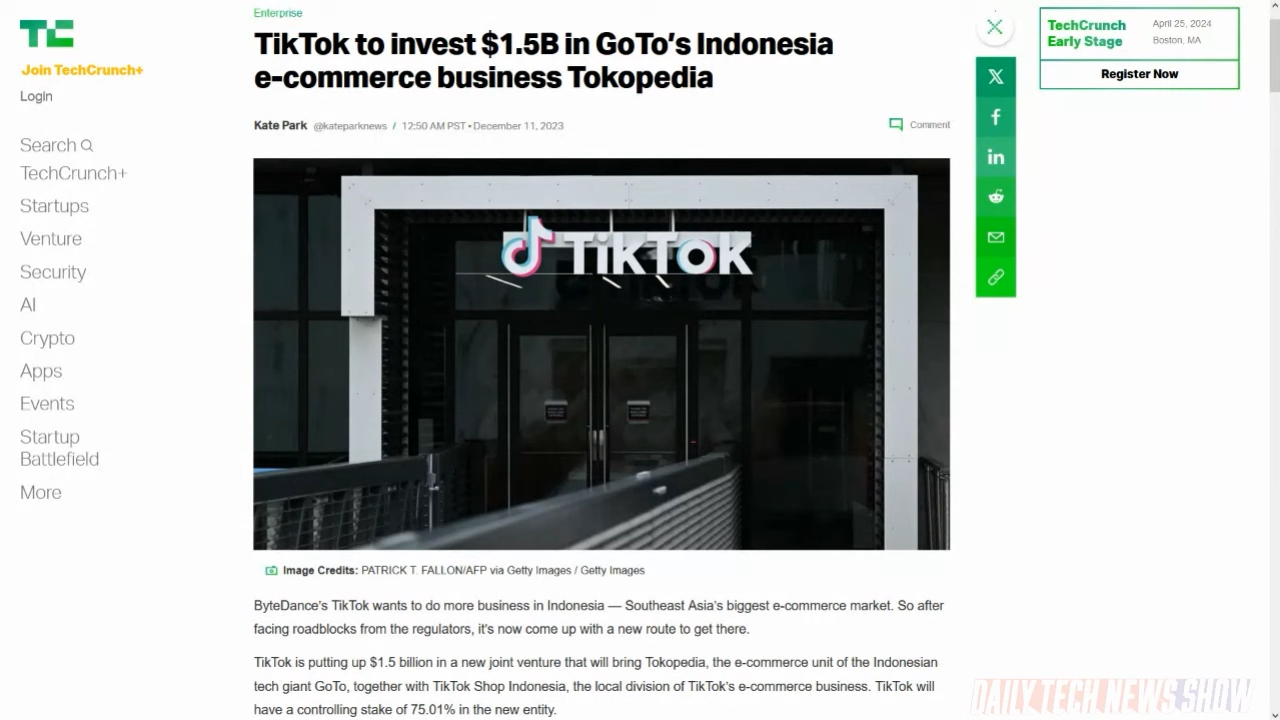 TC
Join TechCrunch+
Login
Search
TechCrunch+
Startups
Venture
Security
AI
Crypto
Apps
Events
Startup
Battlefield
More
Enterprise
TikTok to invest $1.5B in GoTo's Indonesia
e-commerce business Tokopedia
Kate Park @kateparknews / 12:50 AM PST • December 11, 2023
Comment
TikTok
Image Credits: PATRICK T. FALLON/AFP via Getty Images / Getty Images
ByteDance's TikTok wants to do more business in Indonesia — Southeast Asia's biggest e-commerce market. So after
facing roadblocks from the regulators, it's now come up with a new route to get there.
TikTok is putting up $1.5 billion in a new joint venture that will bring Tokopedia, the e-commerce unit of the Indonesian
tech giant GoTo, together with TikTok Shop Indonesia, the local division of TikTok's e-commerce business. TikTok will
have a controlling stake of 75.01% in the new entity.
X
f
in
TechCrunch
Early Stage
April 25, 2024
Boston, MA
Register Now
DAILY TECH NEWS SHOW